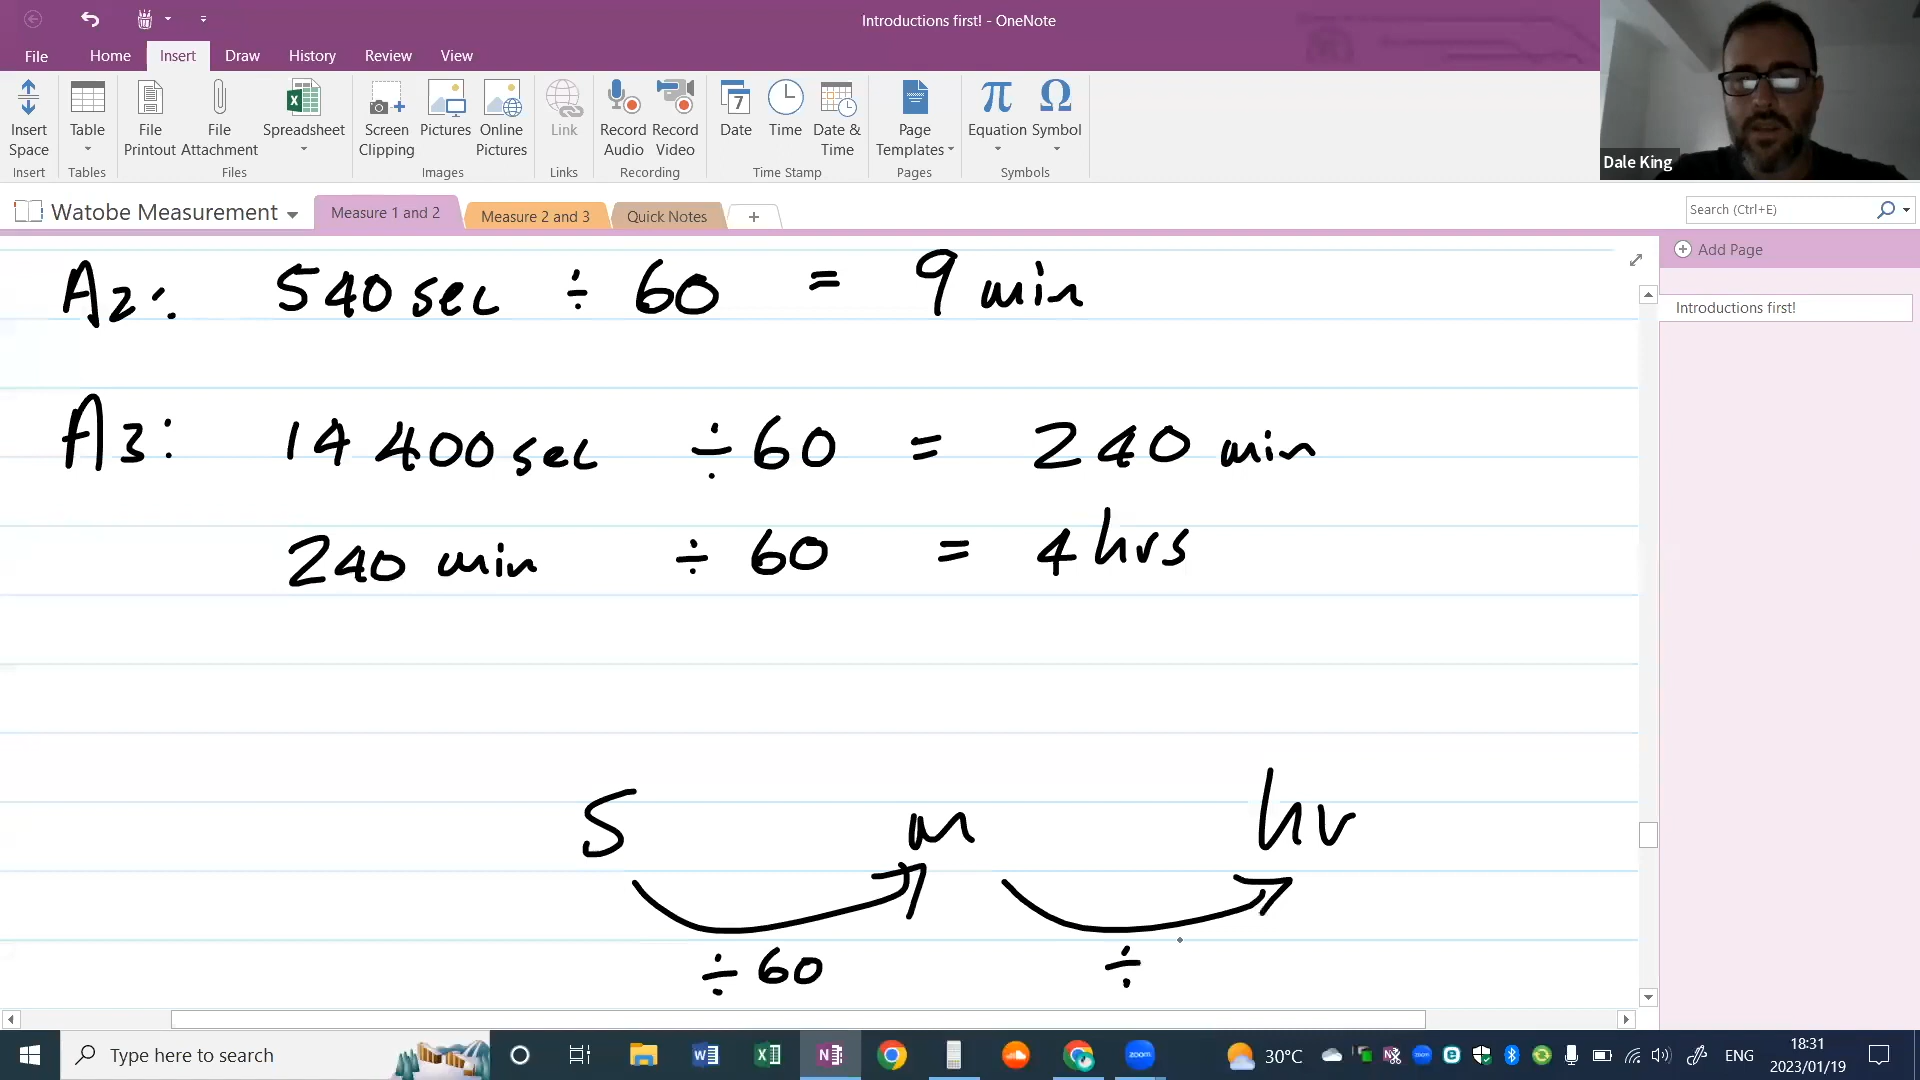 Introductions first! - OneNote
File Home Insert Draw History Review View
Insert Space
Table
File Printout
File Attachment
Spreadsheet
Screen Clipping
Pictures
Online Pictures
Link
Record Audio
Record Video
Date
Time
Date & Time
Page Templates
Equation
Symbol
Insert Tables Files Images Links Recording Time Stamp Pages Symbols
Dale King
Watobe Measurement
Measure 1 and 2
Measure 2 and 3
Quick Notes
Search (Ctrl+E)
Add Page
Introductions first!
A2: 540 sec ÷ 60 = 9 min
A3: 14 400 sec ÷ 60 = 240 min
240 min ÷ 60 = 4 hrs
S m hr
÷ 60 ÷
Type here to search
30°C
ENG
18:31
2023/01/19